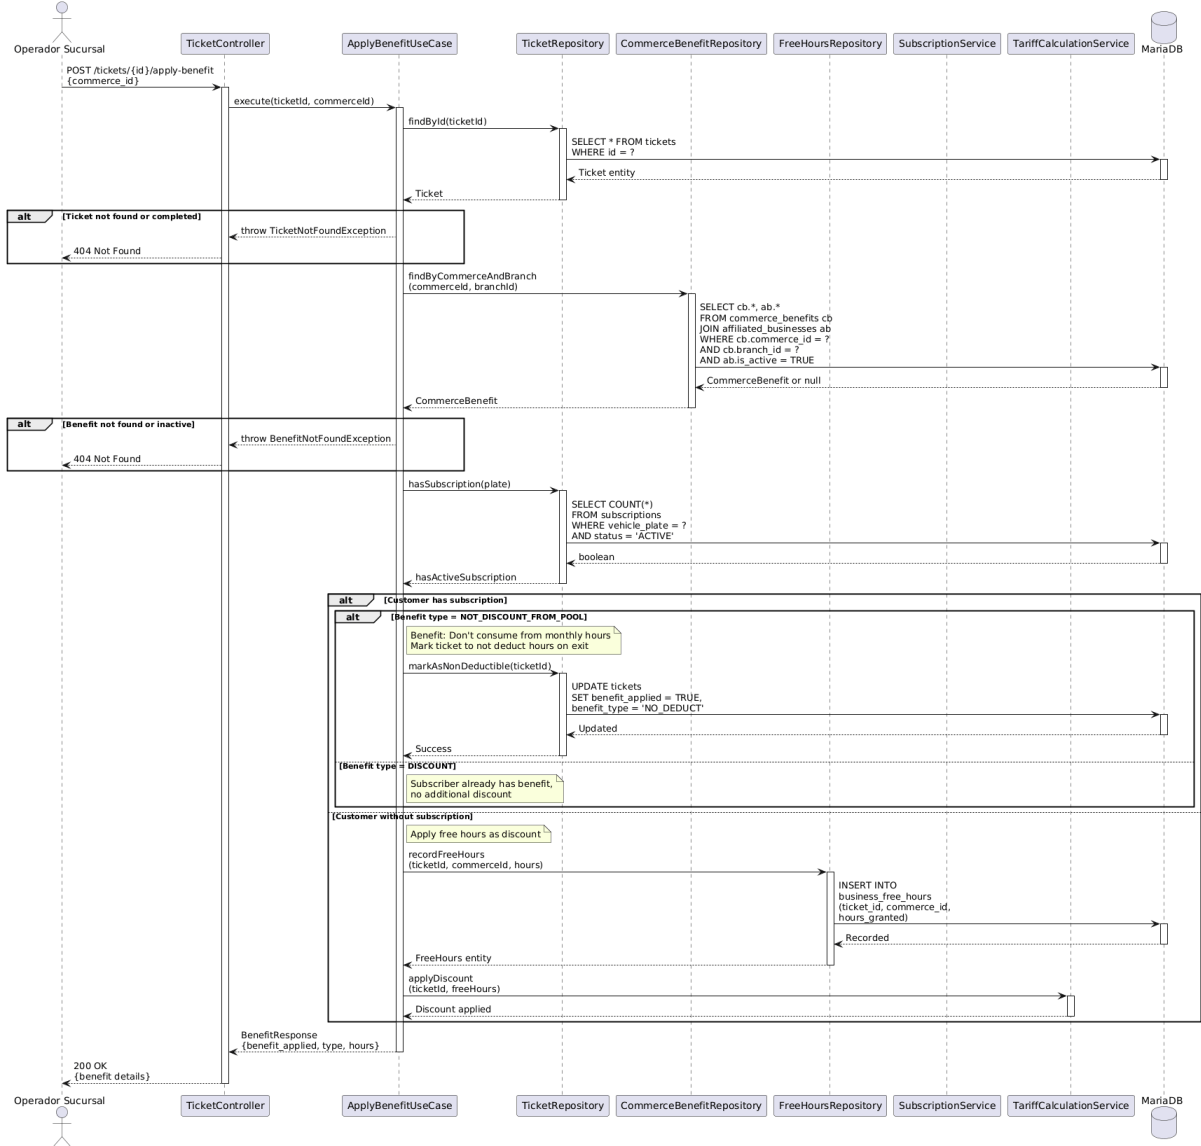 Operador Sucursal
TicketController
ApplyBenefitUseCase
TicketRepository
CommerceBenefitRepository
FreeHoursRepository
SubscriptionService
TariffCalculationService
MariaDB
POST /tickets/{id}/apply-benefit
{commerce_id}
execute(ticketId, commerceId)
findById(ticketId)
SELECT * FROM tickets
WHERE id = ?
Ticket entity
Ticket
alt [Ticket not found or completed]
throw TicketNotFoundException
404 Not Found
findByCommerceAndBranch
(commerceId, branchId)
SELECT cb.*, ab.*
FROM commerce_benefits cb
JOIN affiliated_businesses ab
WHERE cb.commerce_id = ?
AND cb.branch_id = ?
AND ab.is_active = TRUE
CommerceBenefit or null
CommerceBenefit
alt [Benefit not found or inactive]
throw BenefitNotFoundException
404 Not Found
hasSubscription(plate)
SELECT COUNT(*)
FROM subscriptions
WHERE vehicle_plate = ?
AND status = 'ACTIVE'
boolean
hasActiveSubscription
alt [Customer has subscription]
alt [Benefit type = NOT_DISCOUNT_FROM_POOL]
Benefit: Don't consume from monthly hours
Mark ticket to not deduct hours on exit
markAsNonDeductible(ticketId)
UPDATE tickets
SET benefit_applied = TRUE,
benefit_type = 'NO_DEDUCT'
Updated
Success
[Benefit type = DISCOUNT]
Subscriber already has benefit,
no additional discount
[Customer without subscription]
Apply free hours as discount
recordFreeHours
(ticketId, commerceId, hours)
INSERT INTO
business_free_hours
(ticket_id, commerce_id,
hours_granted)
Recorded
FreeHours entity
applyDiscount
(ticketId, freeHours)
Discount applied
BenefitResponse
{benefit_applied, type, hours}
200 OK
{benefit details}
Operador Sucursal
TicketController
ApplyBenefitUseCase
TicketRepository
CommerceBenefitRepository
FreeHoursRepository
SubscriptionService
TariffCalculationService
MariaDB